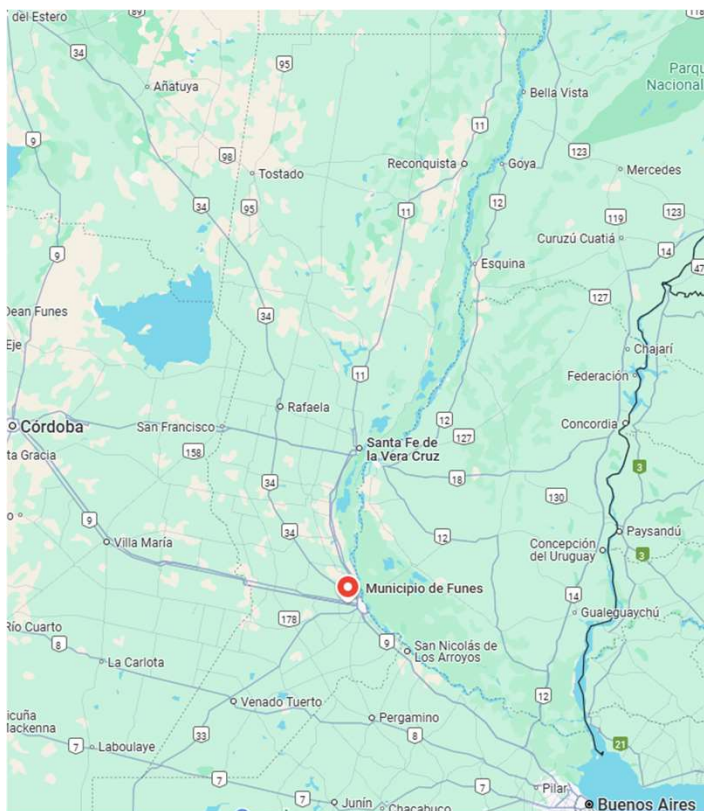 del Estero
89
118
34
95
Añatuya
Parqu
Nacional
Bella Vista
9
11
123
98
Reconquista
Goya
Tostado
Mercedes
12
34
95
11
119
123
Curuzú Cuatiá
14
9
Esquina
47
127
Dean Funes
34
Eje
Chajarí
11
Federación
Rafaela
12
Concordia
Córdoba
San Francisco
127
ta Gracia
158
Santa Fe de
la Vera Cruz
3
18
34
130
o
9
34
12
Paysandú
Villa María
Concepción
del Uruguay
3
Municipio de Funes
14
178
Gualeguaychú
Río Cuarto
9
San Nicolás de
Los Arroyos
8
La Carlota
12
Venado Tuerto
icuña
Mackenna
Pergamino
33
8
21
7
Laboulaye
7
Pilar
7
Junín
Chacabuco
Buenos Aires